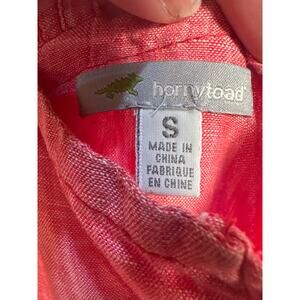 hornytoad
S
MADE IN
CHINA
FABRIQUE
EN CHINE